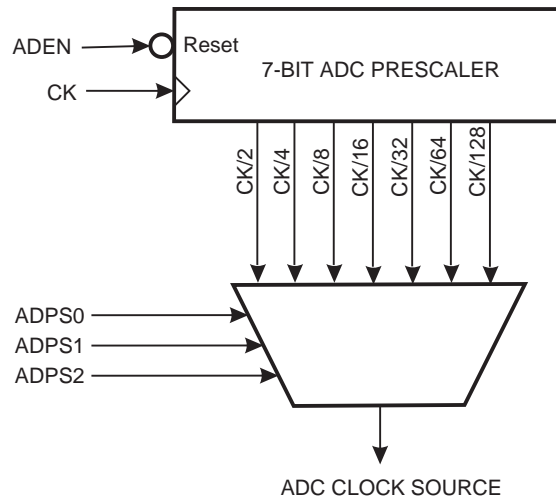 ADEN
Reset
7-BIT ADC PRESCALER
CK
CK/2
CK/4
CK/8
CK/16
CK/32
CK/64
CK/128
ADPS0
ADPS1
ADPS2
ADC CLOCK SOURCE